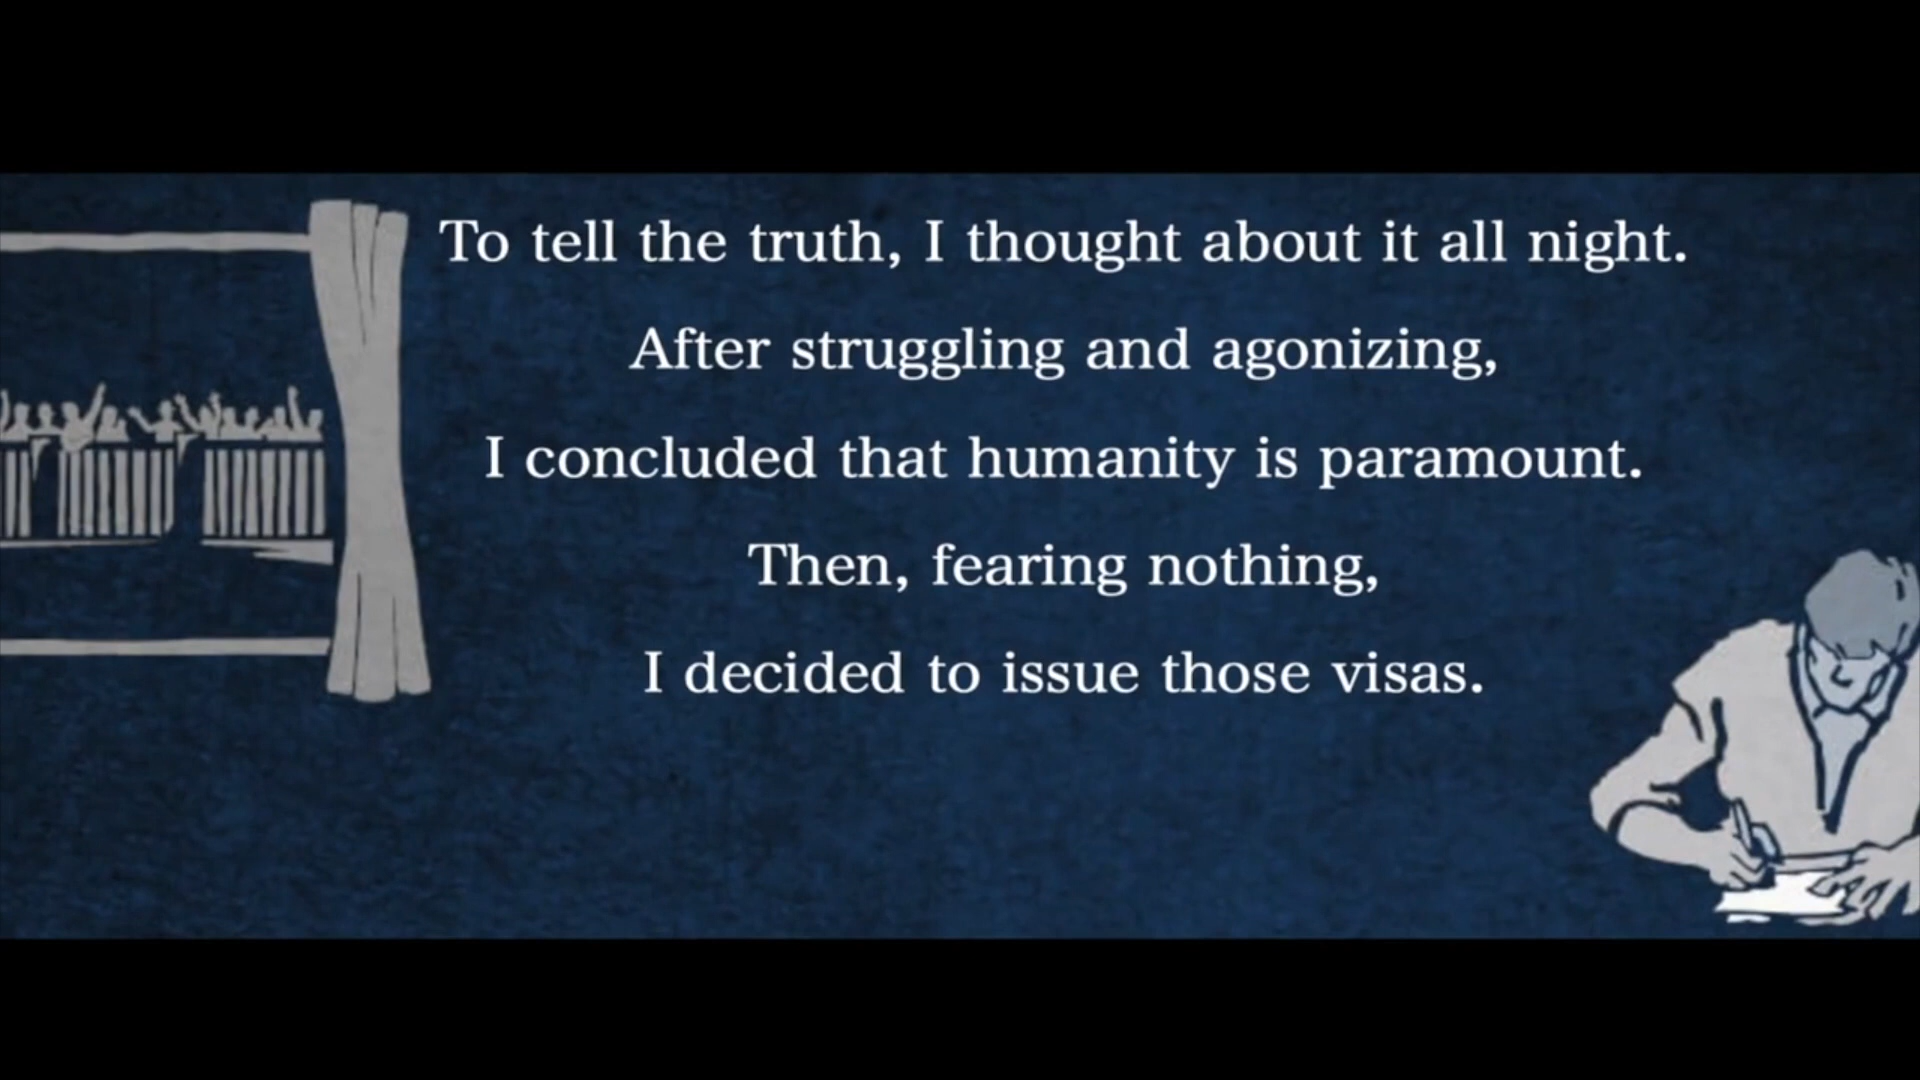 To tell the truth, I thought about it all night.
After struggling and agonizing,
I concluded that humanity is paramount.
Then, fearing nothing,
I decided to issue those visas.